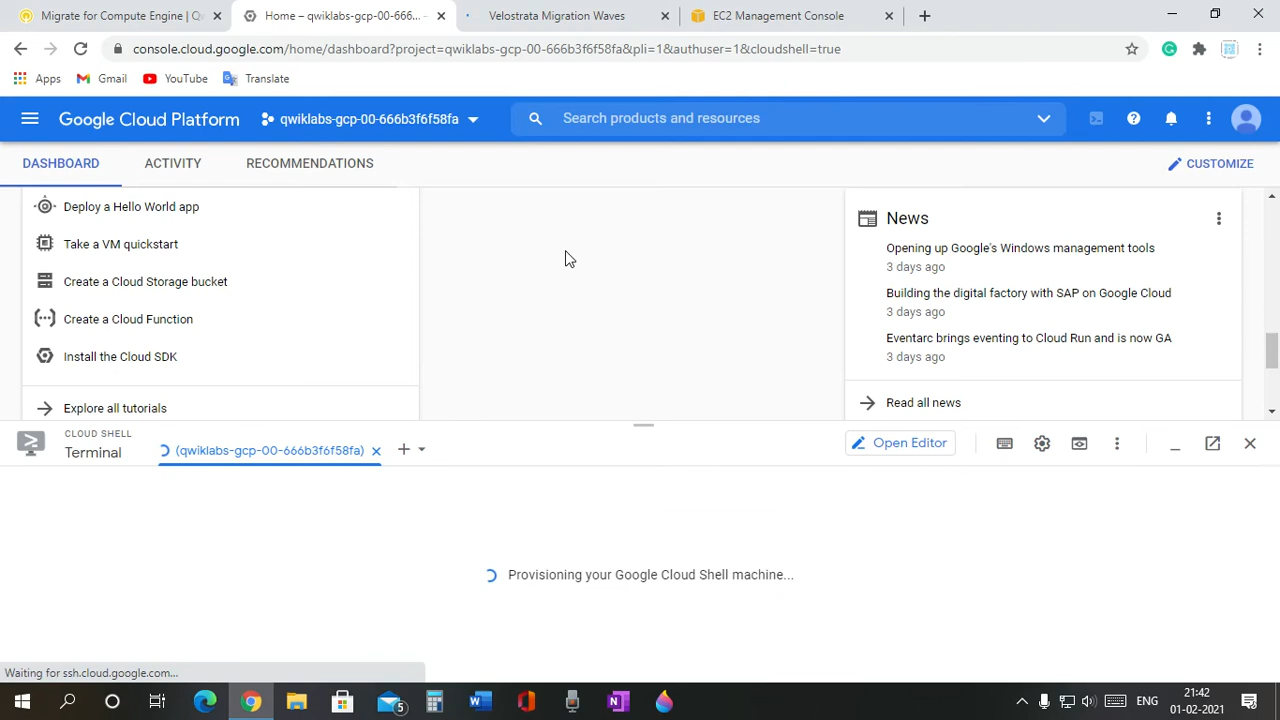 Migrate for Compute Engine | Qw
Home – qwiklabs-gcp-00-666...
Velostrata Migration Waves
EC2 Management Console
console.cloud.google.com/home/dashboard?project=qwiklabs-gcp-00-666b3f6f58fa&pli=1&authuser=1&cloudshell=true
Apps
Gmail
YouTube
Translate
Google Cloud Platform
qwiklabs-gcp-00-666b3f6f58fa
Search products and resources
DASHBOARD
ACTIVITY
RECOMMENDATIONS
CUSTOMIZE
Deploy a Hello World app
Take a VM quickstart
Create a Cloud Storage bucket
Create a Cloud Function
Install the Cloud SDK
Explore all tutorials
News
Opening up Google's Windows management tools
3 days ago
Building the digital factory with SAP on Google Cloud
3 days ago
Eventarc brings eventing to Cloud Run and is now GA
3 days ago
Read all news
CLOUD SHELL
Terminal
(qwiklabs-gcp-00-666b3f6f58fa)
Open Editor
Provisioning your Google Cloud Shell machine...
Waiting for ssh.cloud.google.com...
5
ENG
21:42
01-02-2021